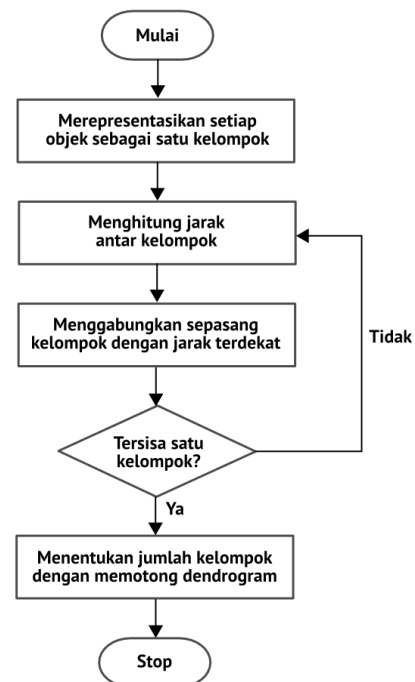 Mulai
Merepresentasikan setiap
objek sebagai satu kelompok
Menghitung jarak
antar kelompok
Menggabungkan sepasang
kelompok dengan jarak terdekat
Tidak
Tersisa satu
kelompok?
Ya
Menentukan jumlah kelompok
dengan memotong dendrogram
Stop